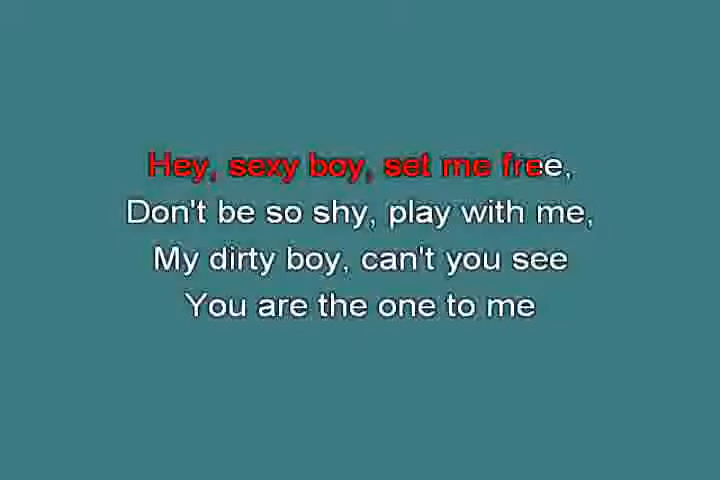 Hey, sexy boy, set me free,
Don't be so shy, play with me,
My dirty boy, can't you see
You are the one to me